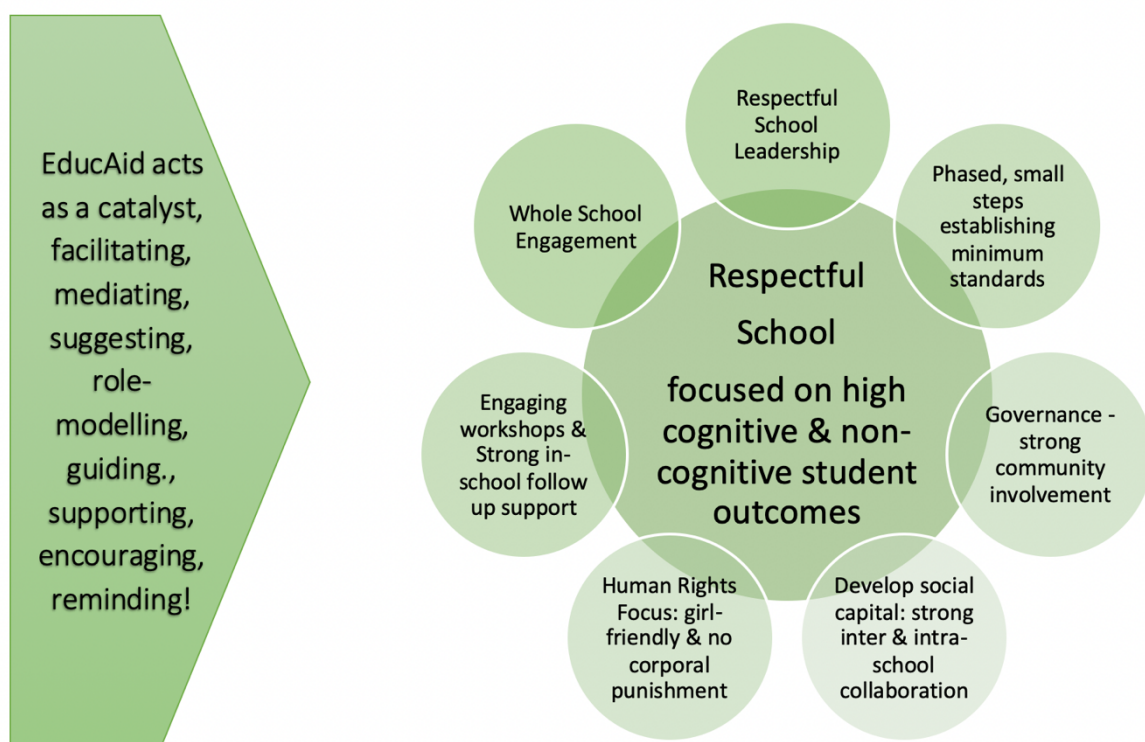 EducAid acts
as a catalyst,
facilitating,
mediating,
suggesting,
role-
modelling,
guiding.,
supporting,
encouraging,
reminding!
Respectful
School
Leadership
Phased, small
steps
establishing
minimum
standards
Governance -
strong
community
involvement
Develop social
capital: strong
inter & intra-
school
collaboration
Human Rights
Focus: girl-
friendly & no
corporal
punishment
Engaging
workshops &
Strong in-
school follow
up support
Whole School
Engagement
Respectful
School
focused on high
cognitive & non-
cognitive student
outcomes